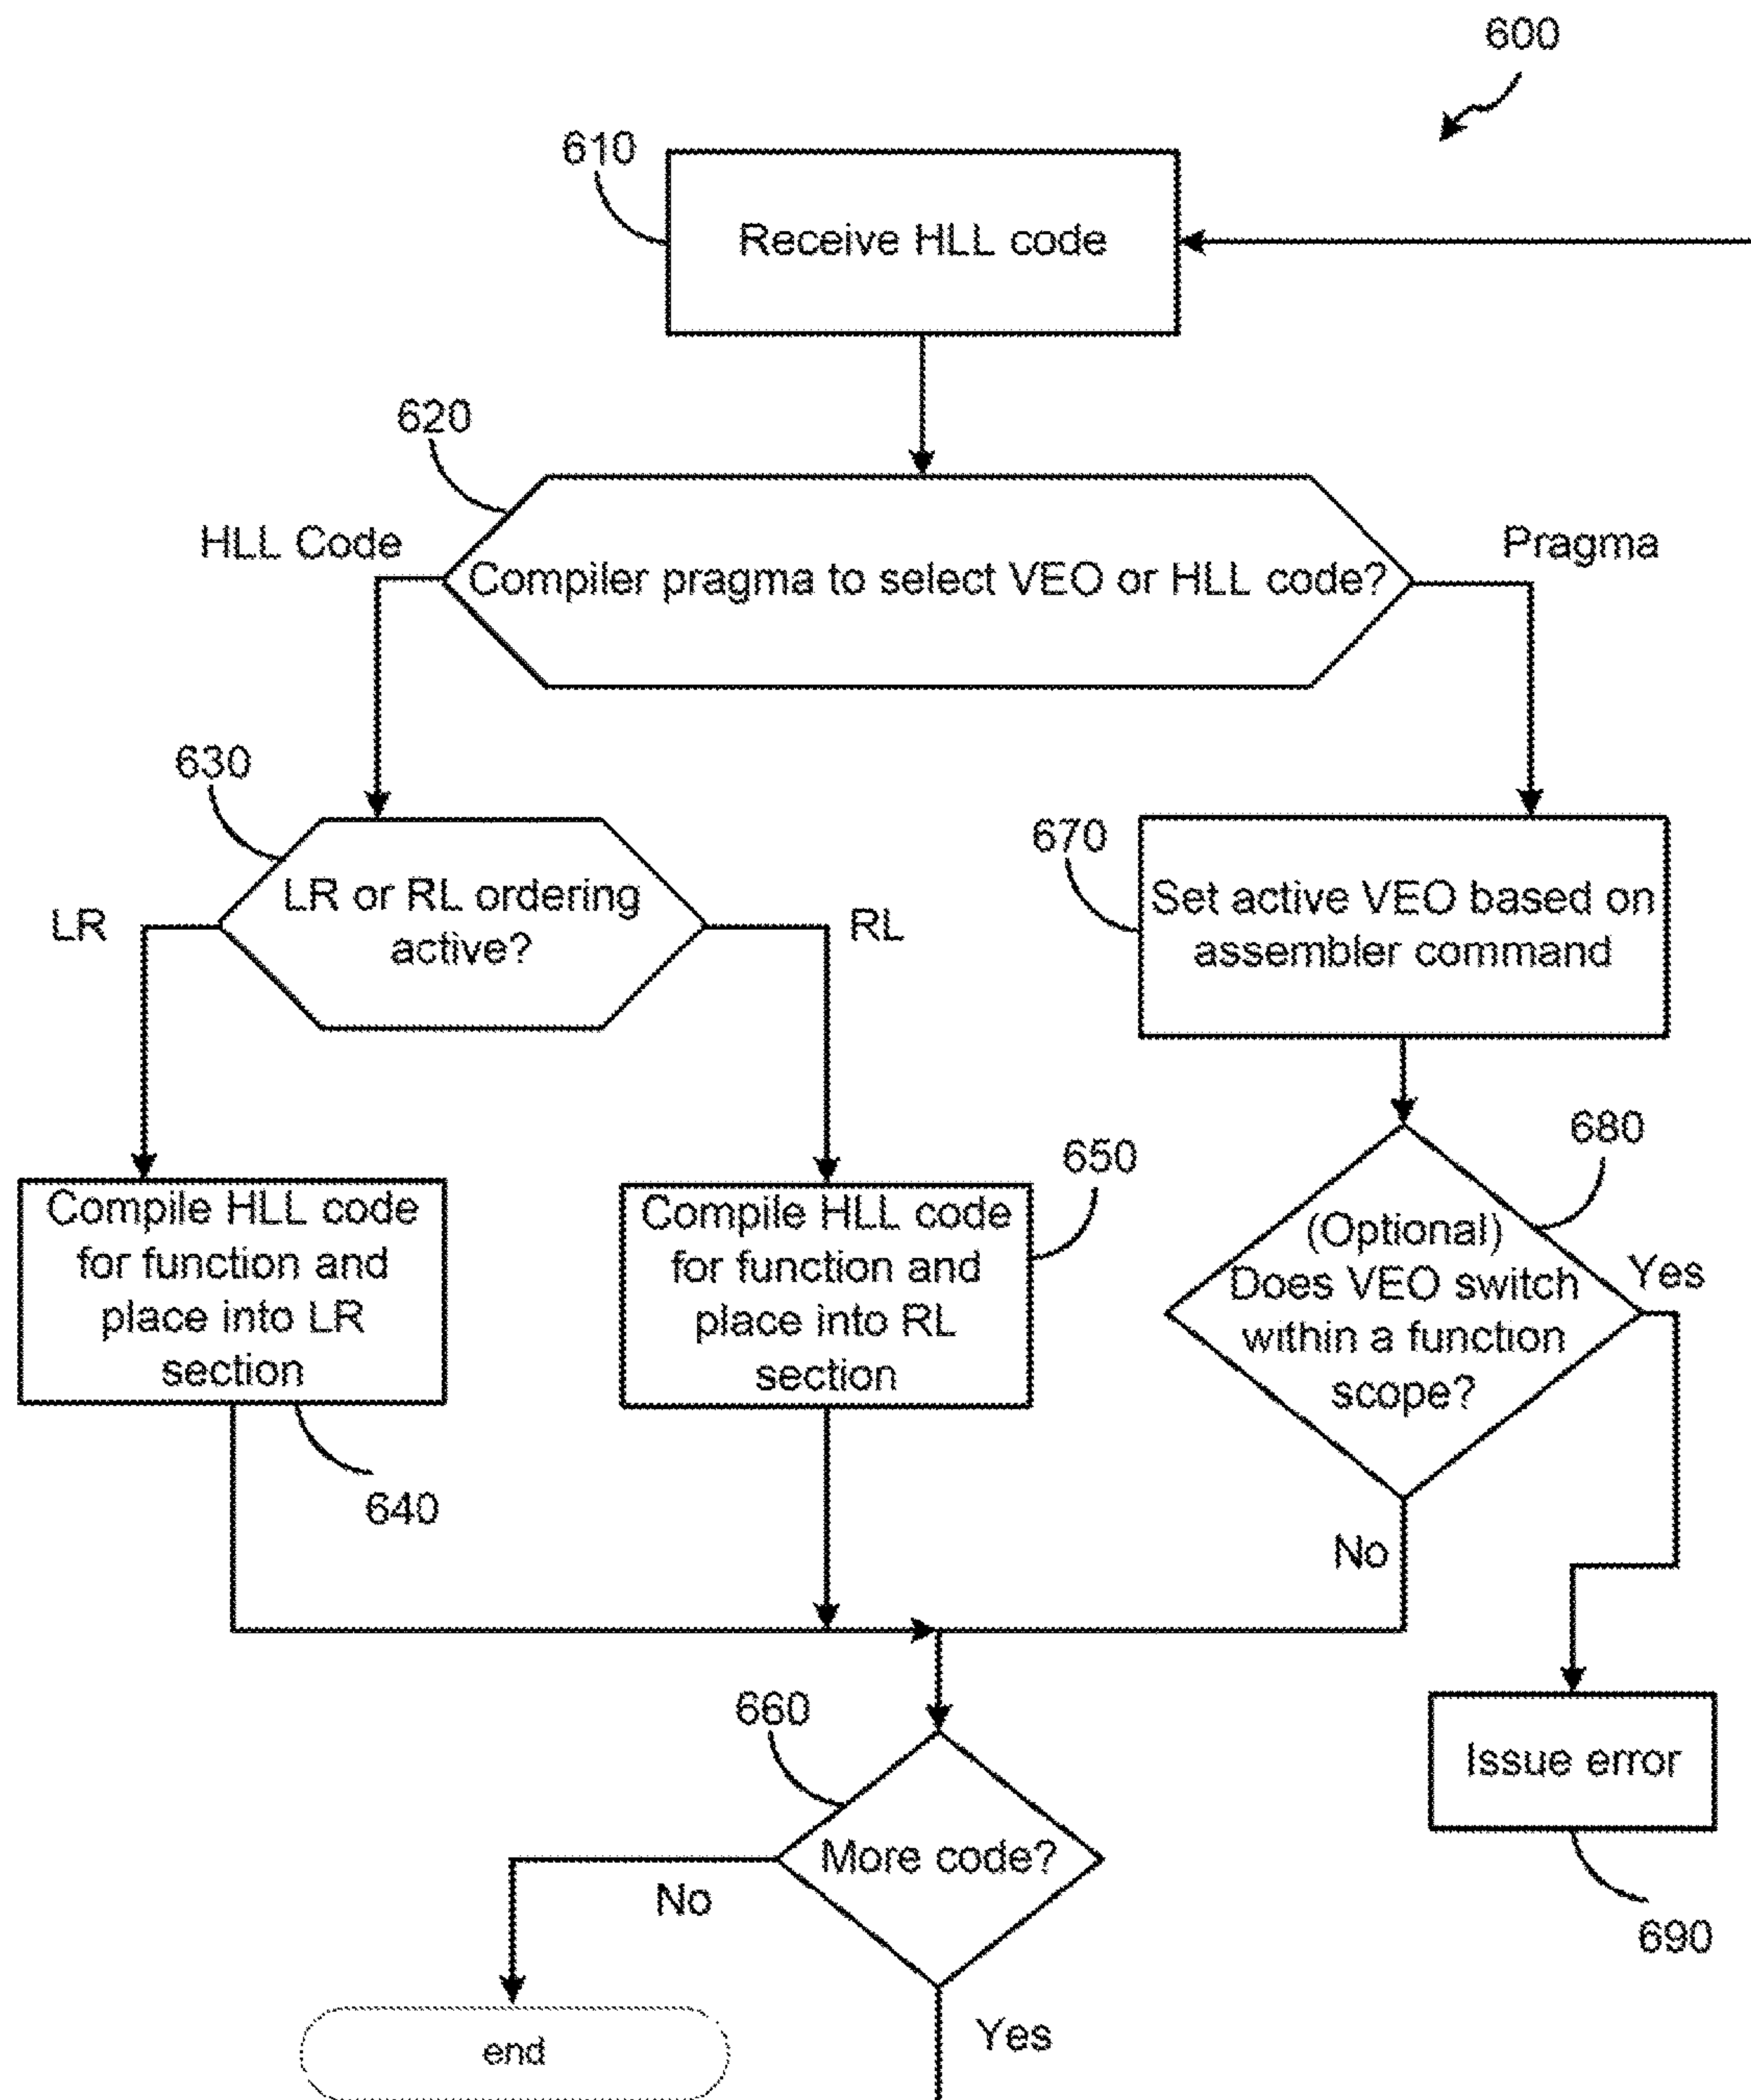 600
610
Receive HLL code
620
HLL Code
Pragma
Compiler pragma to select VEO or HLL code?
630
LR or RL ordering
active?
LR
RL
670
Set active VEO based on
assembler command
680
(Optional)
Does VEO switch
within a function
scope?
Yes
No
Compile HLL code
for function and
place into LR
section
640
650
Compile HLL code
for function and
place into RL
section
660
More code?
No
Yes
Issue error
690
end